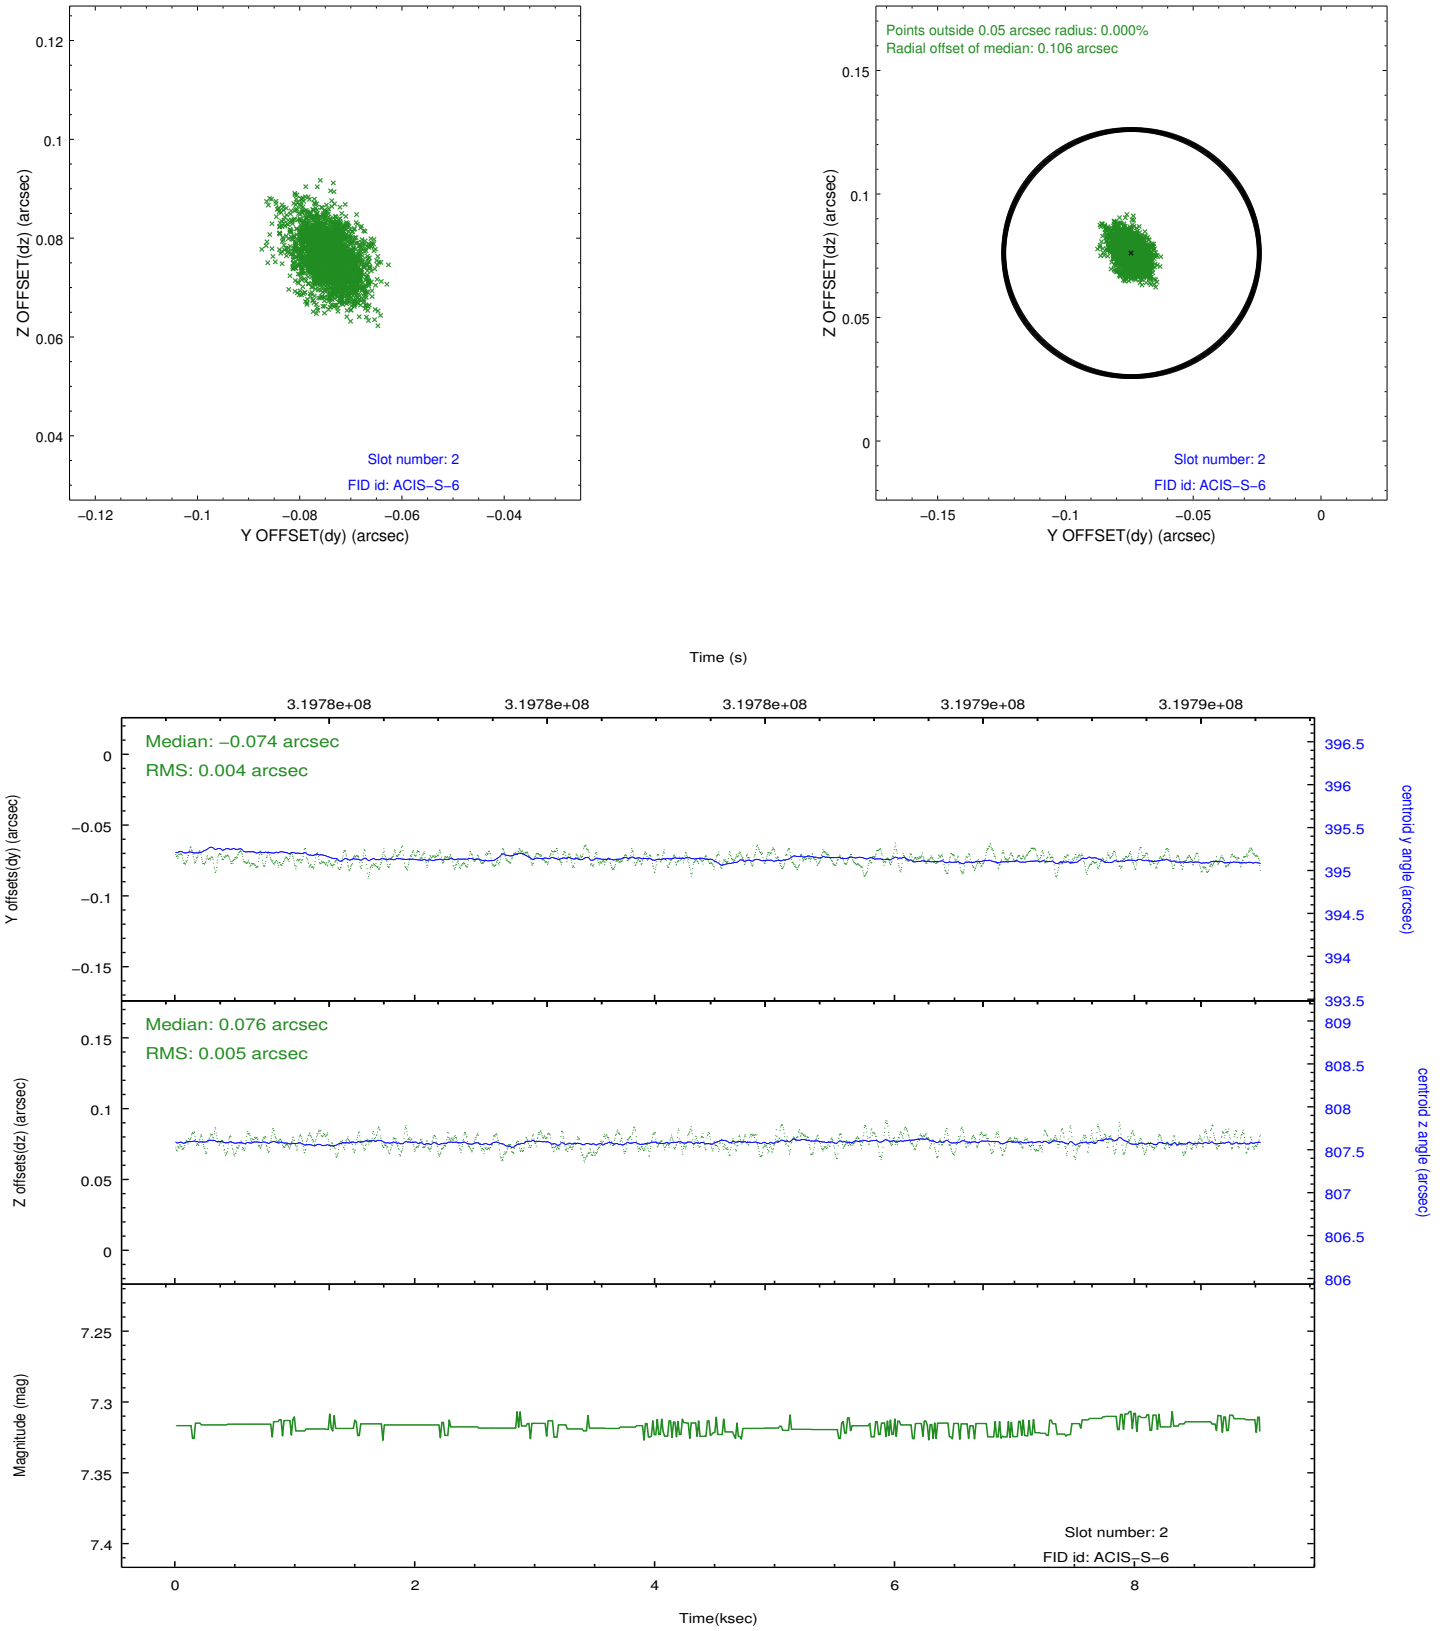 0.12
0.1
0.08
0.06
0.04
Z OFFSET(dz) (arcsec)
Slot number: 2
FID id: ACIS−S−6
−0.12 −0.1 −0.08 −0.06 −0.04
Y OFFSET(dy) (arcsec)
Points outside 0.05 arcsec radius: 0.000%
Radial offset of median: 0.106 arcsec
0.15
0.1
0.05
0
Z OFFSET(dz) (arcsec)
Slot number: 2
FID id: ACIS−S−6
−0.15 −0.1 −0.05 0
Y OFFSET(dy) (arcsec)
Time (s)
3.1978e+08 3.1978e+08 3.1978e+08 3.1979e+08 3.1979e+08
Median: −0.074 arcsec
RMS: 0.004 arcsec
0
−0.05
−0.1
−0.15
Y offsets(dy) (arcsec)
396.5
396
395.5
395
394.5
394
393.5
centroid y angle (arcsec)
Median: 0.076 arcsec
RMS: 0.005 arcsec
0.15
0.1
0.05
0
Z offsets(dz) (arcsec)
809
808.5
808
807.5
807
806.5
806
centroid z angle (arcsec)
7.25
7.3
7.35
7.4
Magnitude (mag)
Slot number: 2
FID id: ACIS−S−6
0 2 4 6 8
Time(ksec)